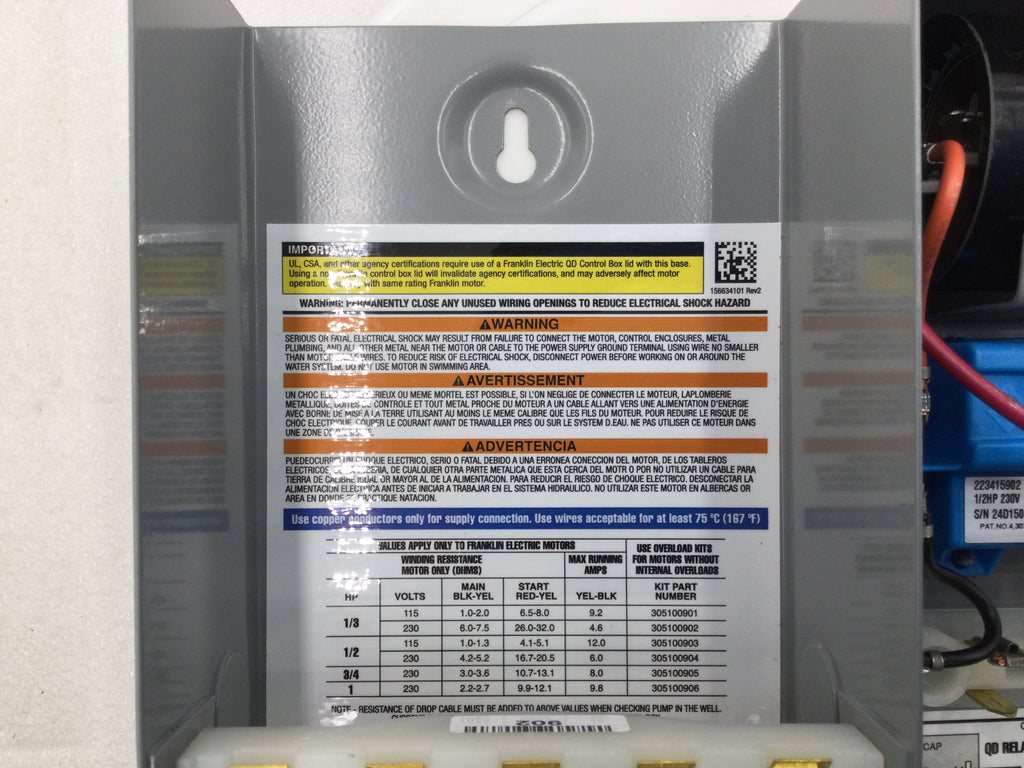 IMPORTANT
UL, CSA, and other agency certifications require use of a Franklin Electric QD Control Box lid with this base.
Using a non- control box lid will invalidate agency certifications, and may adversely affect motor
operation. with same rating Franklin motor.
156634101 Rev2
WARNING: PERMANENTLY CLOSE ANY UNUSED WIRING OPENINGS TO REDUCE ELECTRICAL SHOCK HAZARD
⚠WARNING
SERIOUS OR FATAL ELECTRICAL SHOCK MAY RESULT FROM FAILURE TO CONNECT THE MOTOR, CONTROL ENCLOSURES, METAL
PLUMBING, AND ALL OTHER METAL NEAR THE MOTOR OR CABLE TO THE POWER SUPPLY GROUND TERMINAL USING WIRE NO SMALLER
THAN MOTOR CABLE WIRES. TO REDUCE RISK OF ELECTRICAL SHOCK, DISCONNECT POWER BEFORE WORKING ON OR AROUND THE
WATER SYSTEM. DO NOT USE MOTOR IN SWIMMING AREA.
⚠AVERTISSEMENT
UN CHOC SERIEUX OU MEME MORTEL EST POSSIBLE, SI L'ON NEGLIGE DE CONNECTER LE MOTEUR, LAPLOMBERIE
METALLIQUE, BOITES DE CONTROLE ET TOUT METAL PROCHE DU MOTEUR A UN CABLE ALLANT VERS UNE ALIMENTATION D'ENERGIE
AVEC BORNE DE MISE A LA TERRE UTILISANT AU MOINS LE MEME CALIBRE QUE LES FILS DU MOTEUR. POUR REDUIRE LE RISQUE DE
CHOC ELECTRIQUE, COUPER LE COURANT AVANT DE TRAVAILLER PRES OU SUR LE SYSTEM D.EAU. NE PAS UTILISER CE MOTEUR DANS
UNE ZONE DE
⚠ADVERTENCIA
PUEDEOCURRIR UN CHOQUE ELECTRICO, SERIO O FATAL DEBIDO A UNA ERRONEA CONECCION DEL MOTOR, DE LOS TABLEROS
ELECTRICOS, DE CUALQUIER OTRA PARTE METALICA QUE ESTA CERCA DEL MOTR O POR NO UTILIZAR UN CABLE PARA
TIERRA DE CALIBRE IGUAL OR MAYOR AL DE LA ALIMENTACION. PARA REDUCIR EL RIESGO DE CHOQUE ELECTRICO. DESCONECTAR LA
ALIMENTACION ELECTRICA ANTES DE INICIAR A TRABAJAR EN EL SISTEMA HIDRAULICO. NO UTILIZAR ESTE MOTOR EN ALBERCAS OR
AREA EN DONDE SE PRACTIQUE NATACION.
Use copper conductors only for supply connection. Use wires acceptable for at least 75 °C (167 °F)
VALUES APPLY ONLY TO FRANKLIN ELECTRIC MOTORS USE OVERLOAD KITS
WINDING RESISTANCE MAX RUNNING FOR MOTORS WITHOUT
MOTOR ONLY (OHMS) AMPS INTERNAL OVERLOADS
MAIN START KIT PART
HP VOLTS BLK-YEL RED-YEL YEL-BLK NUMBER
1/3 115 1.0-2.0 6.5-8.0 9.2 305100901
230 6.0-7.5 26.0-32.0 4.6 305100902
1/2 115 1.0-1.3 4.1-5.1 12.0 305100903
230 4.2-5.2 16.7-20.5 6.0 305100904
3/4 230 3.0-3.6 10.7-13.1 8.0 305100905
1 230 2.2-2.7 9.9-12.1 9.8 305100906
NOTE - RESISTANCE OF DROP CABLE MUST BE ADDED TO ABOVE VALUES WHEN CHECKING PUMP IN THE WELL.
902
223415902
1/2HP 230V
S/N 24D150
PAT.NO 4,30
CAP
QD RELA